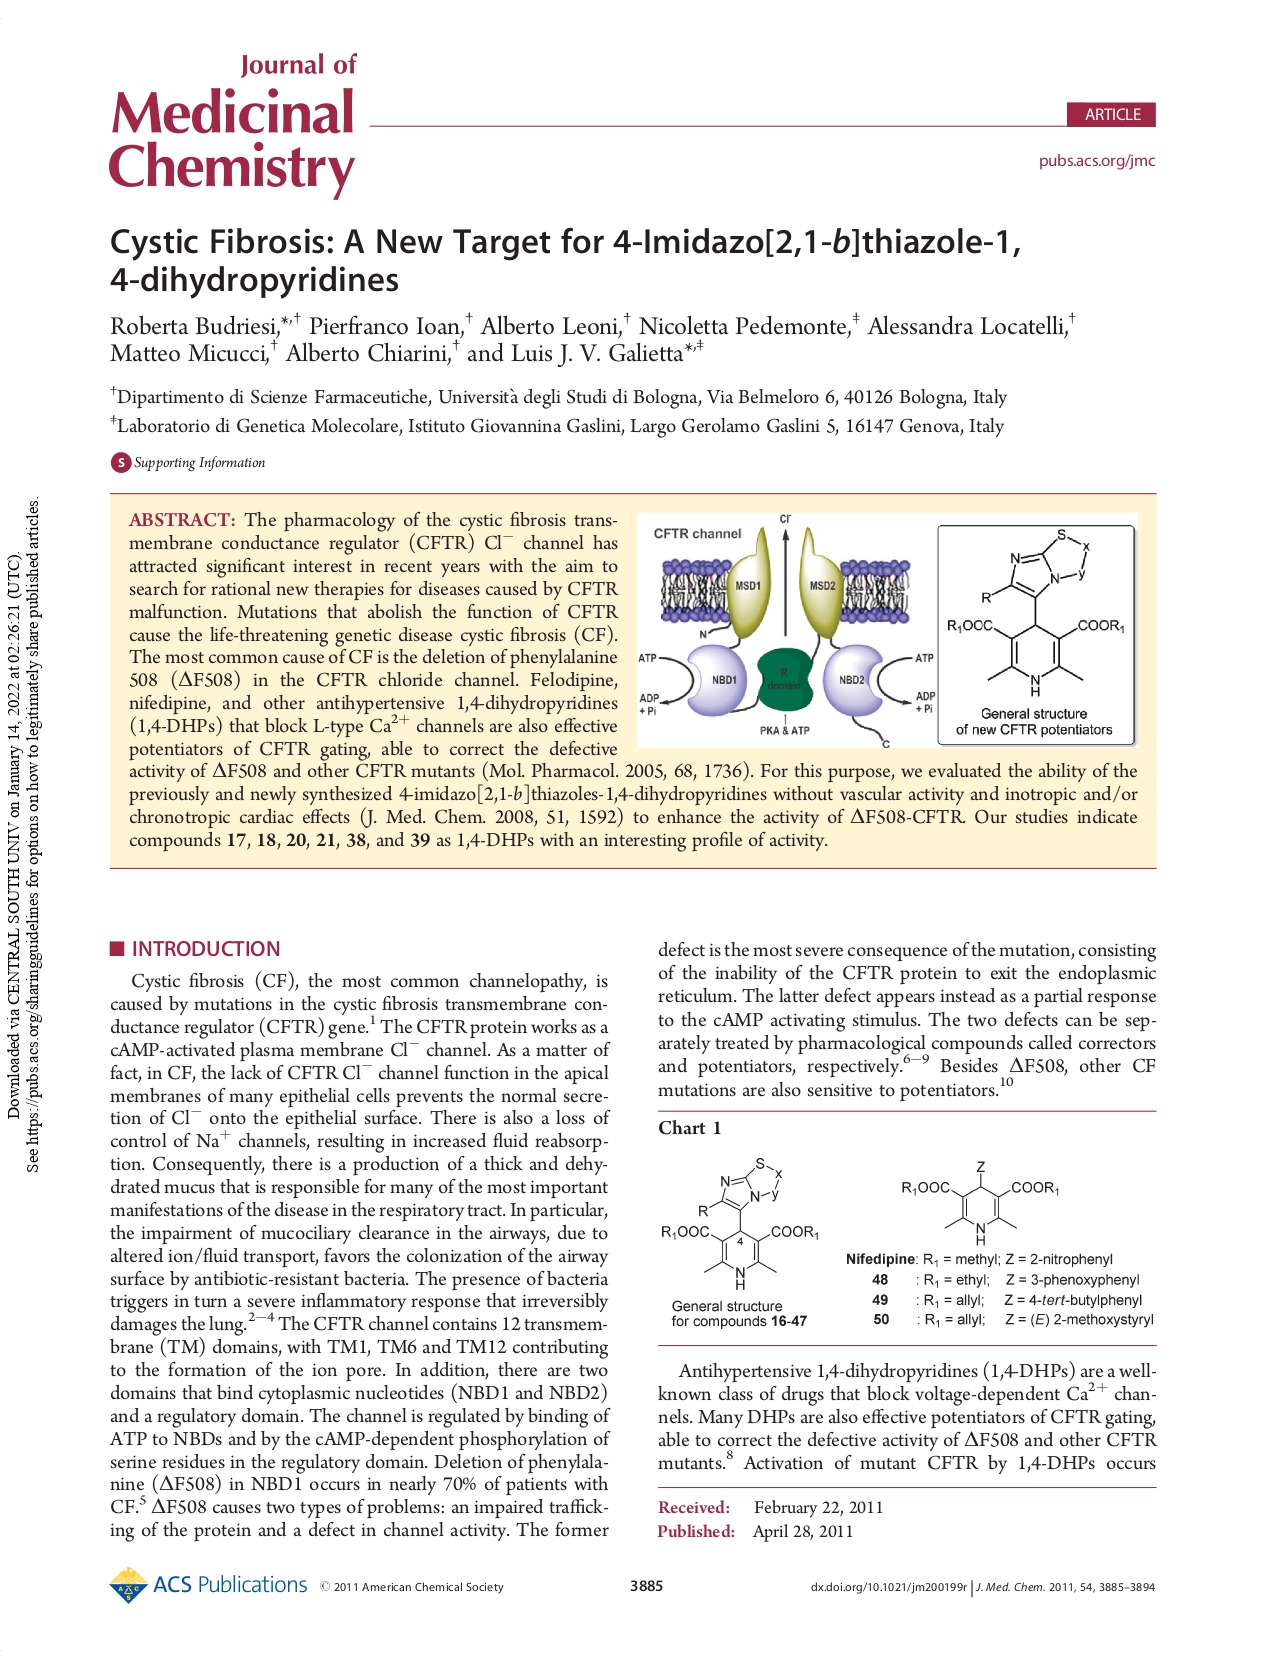 Journal of
Medicinal
Chemistry
ARTICLE
pubs.acs.org/jmc
Cystic Fibrosis: A New Target for 4-Imidazo[2,1-b]thiazole-1,
4-dihydropyridines
Roberta Budriesi,*,† Pierfranco Ioan,† Alberto Leoni,† Nicoletta Pedemonte,‡ Alessandra Locatelli,†
Matteo Micucci,† Alberto Chiarini,† and Luis J. V. Galietta*,‡
†Dipartimento di Scienze Farmaceutiche, Università degli Studi di Bologna, Via Belmeloro 6, 40126 Bologna, Italy
‡Laboratorio di Genetica Molecolare, Istituto Giovannina Gaslini, Largo Gerolamo Gaslini 5, 16147 Genova, Italy
S Supporting Information
ABSTRACT: The pharmacology of the cystic fibrosis trans-
membrane conductance regulator (CFTR) Cl− channel has
attracted significant interest in recent years with the aim to
search for rational new therapies for diseases caused by CFTR
malfunction. Mutations that abolish the function of CFTR
cause the life-threatening genetic disease cystic fibrosis (CF).
The most common cause of CF is the deletion of phenylalanine
508 (ΔF508) in the CFTR chloride channel. Felodipine,
nifedipine, and other antihypertensive 1,4-dihydropyridines
(1,4-DHPs) that block L-type Ca2+ channels are also effective
potentiators of CFTR gating, able to correct the defective
activity of ΔF508 and other CFTR mutants (Mol. Pharmacol. 2005, 68, 1736). For this purpose, we evaluated the ability of the
previously and newly synthesized 4-imidazo[2,1-b]thiazoles-1,4-dihydropyridines without vascular activity and inotropic and/or
chronotropic cardiac effects (J. Med. Chem. 2008, 51, 1592) to enhance the activity of ΔF508-CFTR. Our studies indicate
compounds 17, 18, 20, 21, 38, and 39 as 1,4-DHPs with an interesting profile of activity.
CFTR channel
Cl-
MSD1
MSD2
N
ATP
ADP
+ Pi
NBD1
R
domain
NBD2
ATP
ADP
+ Pi
PKA & ATP
C
S
x
N
N
y
R
R1OOC
COOR1
N
H
General structure
of new CFTR potentiators
INTRODUCTION
Cystic fibrosis (CF), the most common channelopathy, is
caused by mutations in the cystic fibrosis transmembrane con-
ductance regulator (CFTR) gene.1 The CFTR protein works as a
cAMP-activated plasma membrane Cl− channel. As a matter of
fact, in CF, the lack of CFTR Cl− channel function in the apical
membranes of many epithelial cells prevents the normal secre-
tion of Cl− onto the epithelial surface. There is also a loss of
control of Na+ channels, resulting in increased fluid reabsorp-
tion. Consequently, there is a production of a thick and dehy-
drated mucus that is responsible for many of the most important
manifestations of the disease in the respiratory tract. In particular,
the impairment of mucociliary clearance in the airways, due to
altered ion/fluid transport, favors the colonization of the airway
surface by antibiotic-resistant bacteria. The presence of bacteria
triggers in turn a severe inflammatory response that irreversibly
damages the lung.2−4 The CFTR channel contains 12 transmem-
brane (TM) domains, with TM1, TM6 and TM12 contributing
to the formation of the ion pore. In addition, there are two
domains that bind cytoplasmic nucleotides (NBD1 and NBD2)
and a regulatory domain. The channel is regulated by binding of
ATP to NBDs and by the cAMP-dependent phosphorylation of
serine residues in the regulatory domain. Deletion of phenylala-
nine (ΔF508) in NBD1 occurs in nearly 70% of patients with
CF.5 ΔF508 causes two types of problems: an impaired traffick-
ing of the protein and a defect in channel activity. The former
defect is the most severe consequence of the mutation, consisting
of the inability of the CFTR protein to exit the endoplasmic
reticulum. The latter defect appears instead as a partial response
to the cAMP activating stimulus. The two defects can be sep-
arately treated by pharmacological compounds called correctors
and potentiators, respectively.6−9 Besides ΔF508, other CF
mutations are also sensitive to potentiators.10
Chart 1
S
x
N
N
y
R
R1OOC
4
COOR1
N
H
General structure
for compounds 16-47
Z
R1OOC
COOR1
N
H
Nifedipine: R1 = methyl; Z = 2-nitrophenyl
48 : R1 = ethyl; Z = 3-phenoxyphenyl
49 : R1 = allyl; Z = 4-tert-butylphenyl
50 : R1 = allyl; Z = (E) 2-methoxystyryl
Antihypertensive 1,4-dihydropyridines (1,4-DHPs) are a well-
known class of drugs that block voltage-dependent Ca2+ chan-
nels. Many DHPs are also effective potentiators of CFTR gating,
able to correct the defective activity of ΔF508 and other CFTR
mutants.8 Activation of mutant CFTR by 1,4-DHPs occurs
Received: February 22, 2011
Published: April 28, 2011
ACS Publications © 2011 American Chemical Society
3885
dx.doi.org/10.1021/jm200199r | J. Med. Chem. 2011, 54, 3885–3894
Downloaded via CENTRAL SOUTH UNIV on January 14, 2022 at 02:26:21 (UTC).
See https://pubs.acs.org/sharingguidelines for options on how to legitimately share published articles.